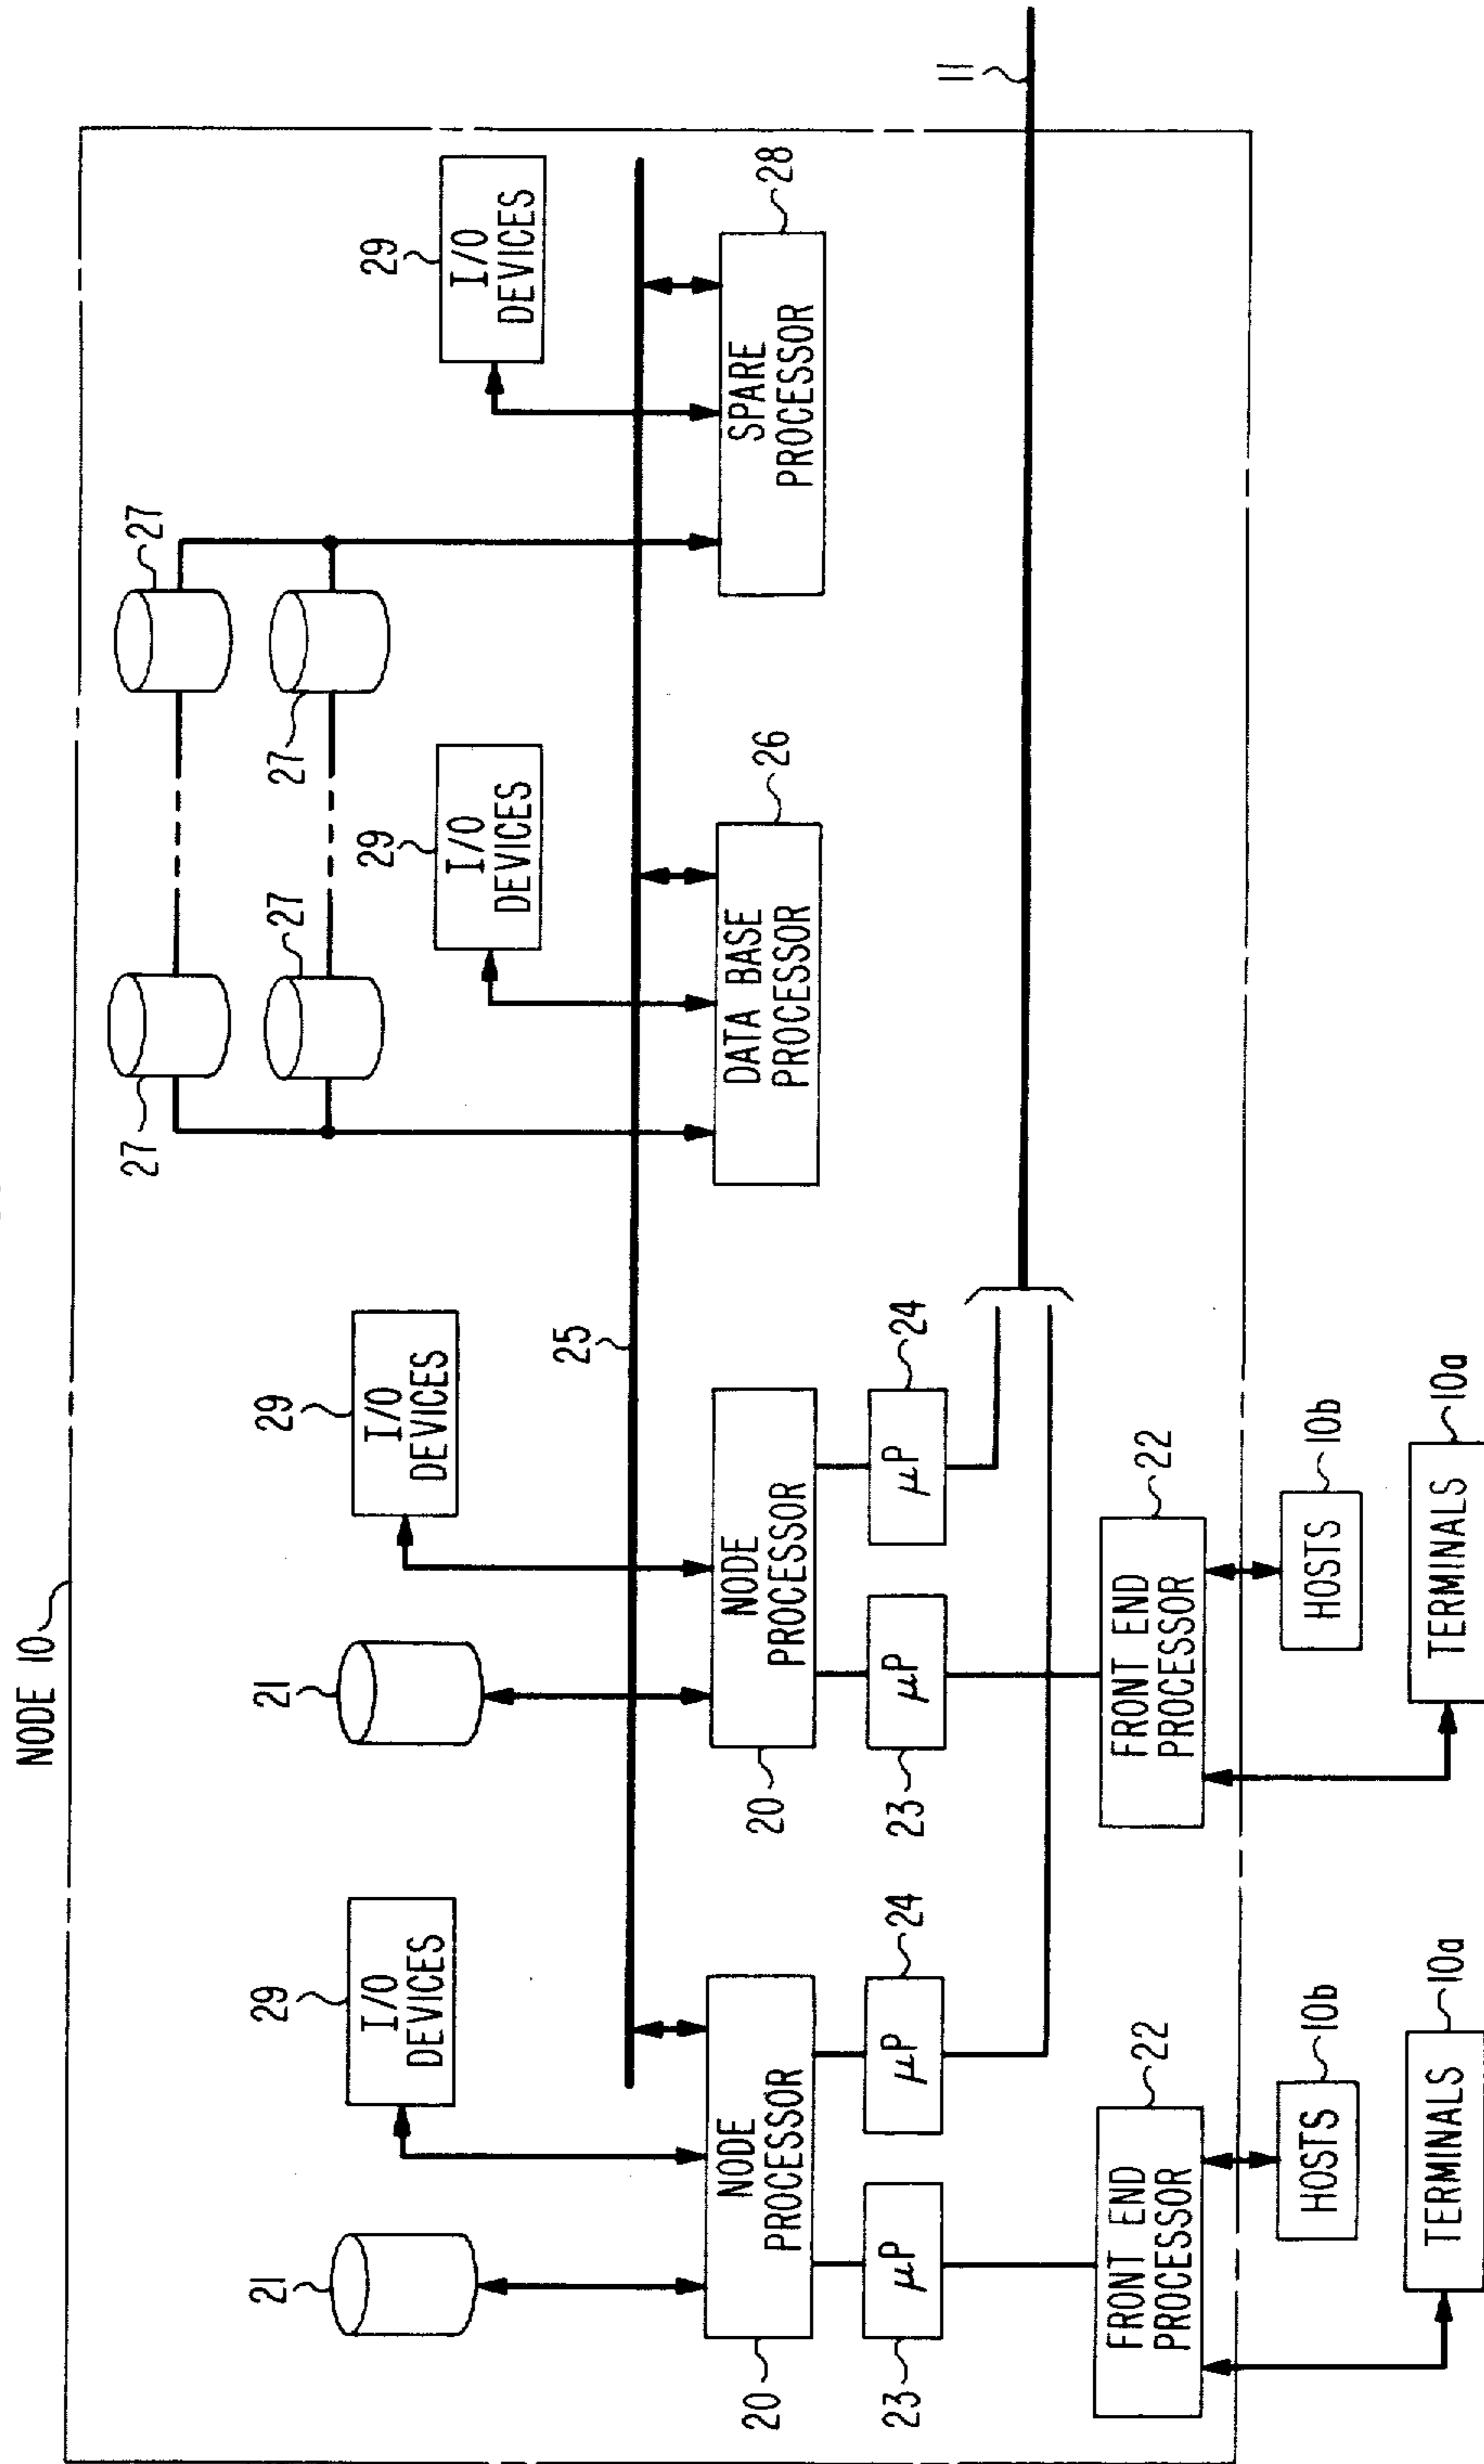 NODE 10
27
27
27
27
29
I/O
DEVICES
29
I/O
DEVICES
29
I/O
DEVICES
29
I/O
DEVICES
21
21
25
NODE
PROCESSOR
20
NODE
PROCESSOR
20
DATA BASE
PROCESSOR
26
SPARE
PROCESSOR
28
μP
23
μP
24
μP
23
μP
24
11
FRONT END
PROCESSOR
22
FRONT END
PROCESSOR
22
HOSTS
10b
HOSTS
10b
TERMINALS
10a
TERMINALS
10a